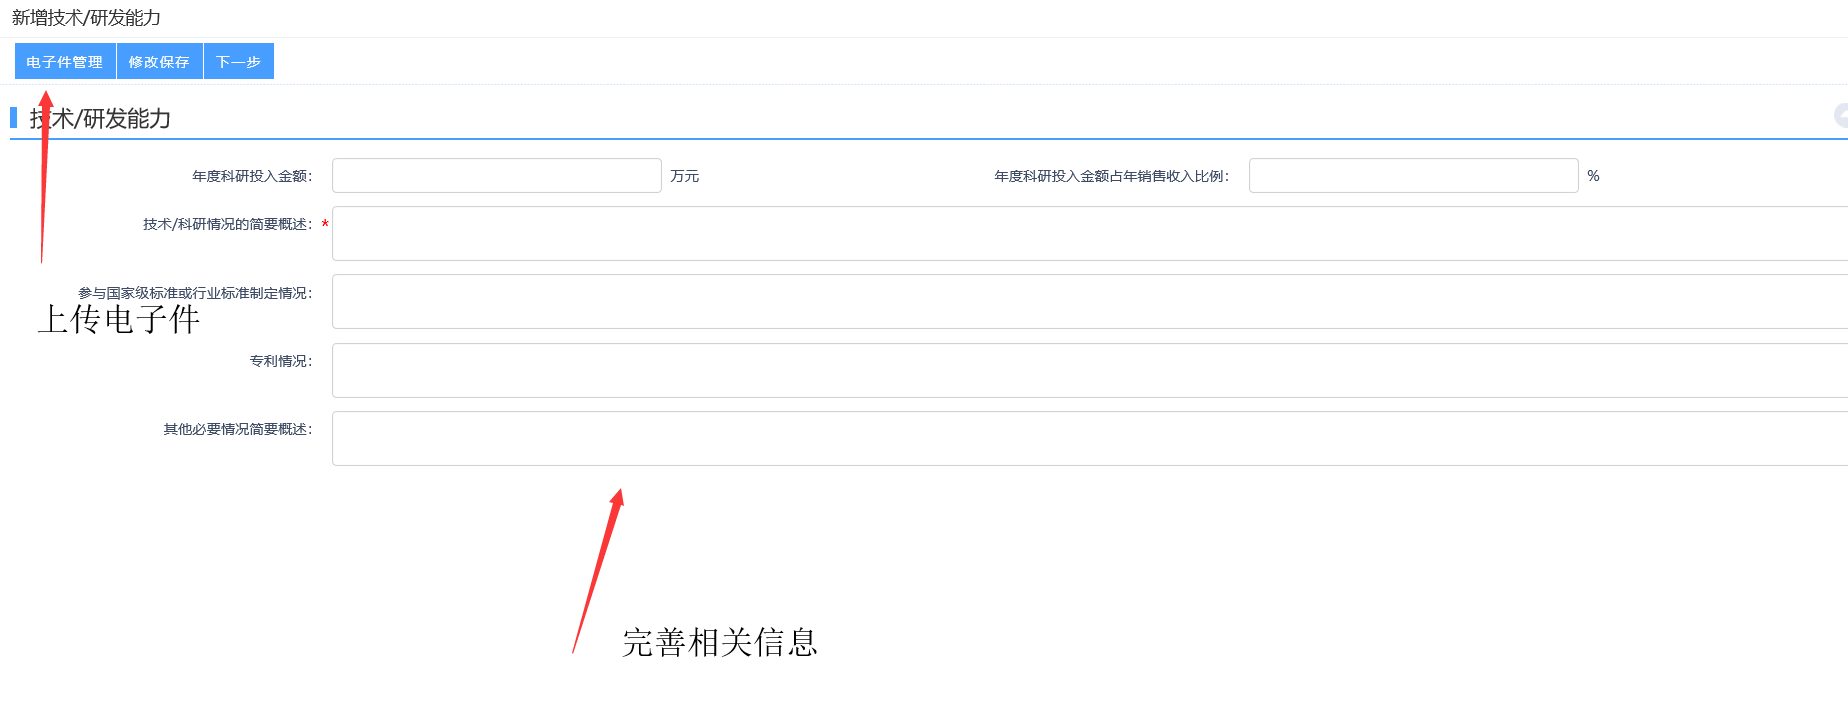 新增技术/研发能力
电子件管理 修改保存 下一步
技术/研发能力
年度科研投入金额： 万元 年度科研投入金额占年销售收入比例： %
技术/科研情况的简要概述： *
参与国家级标准或行业标准制定情况：
上传电子件
专利情况：
其他必要情况简要概述：
完善相关信息